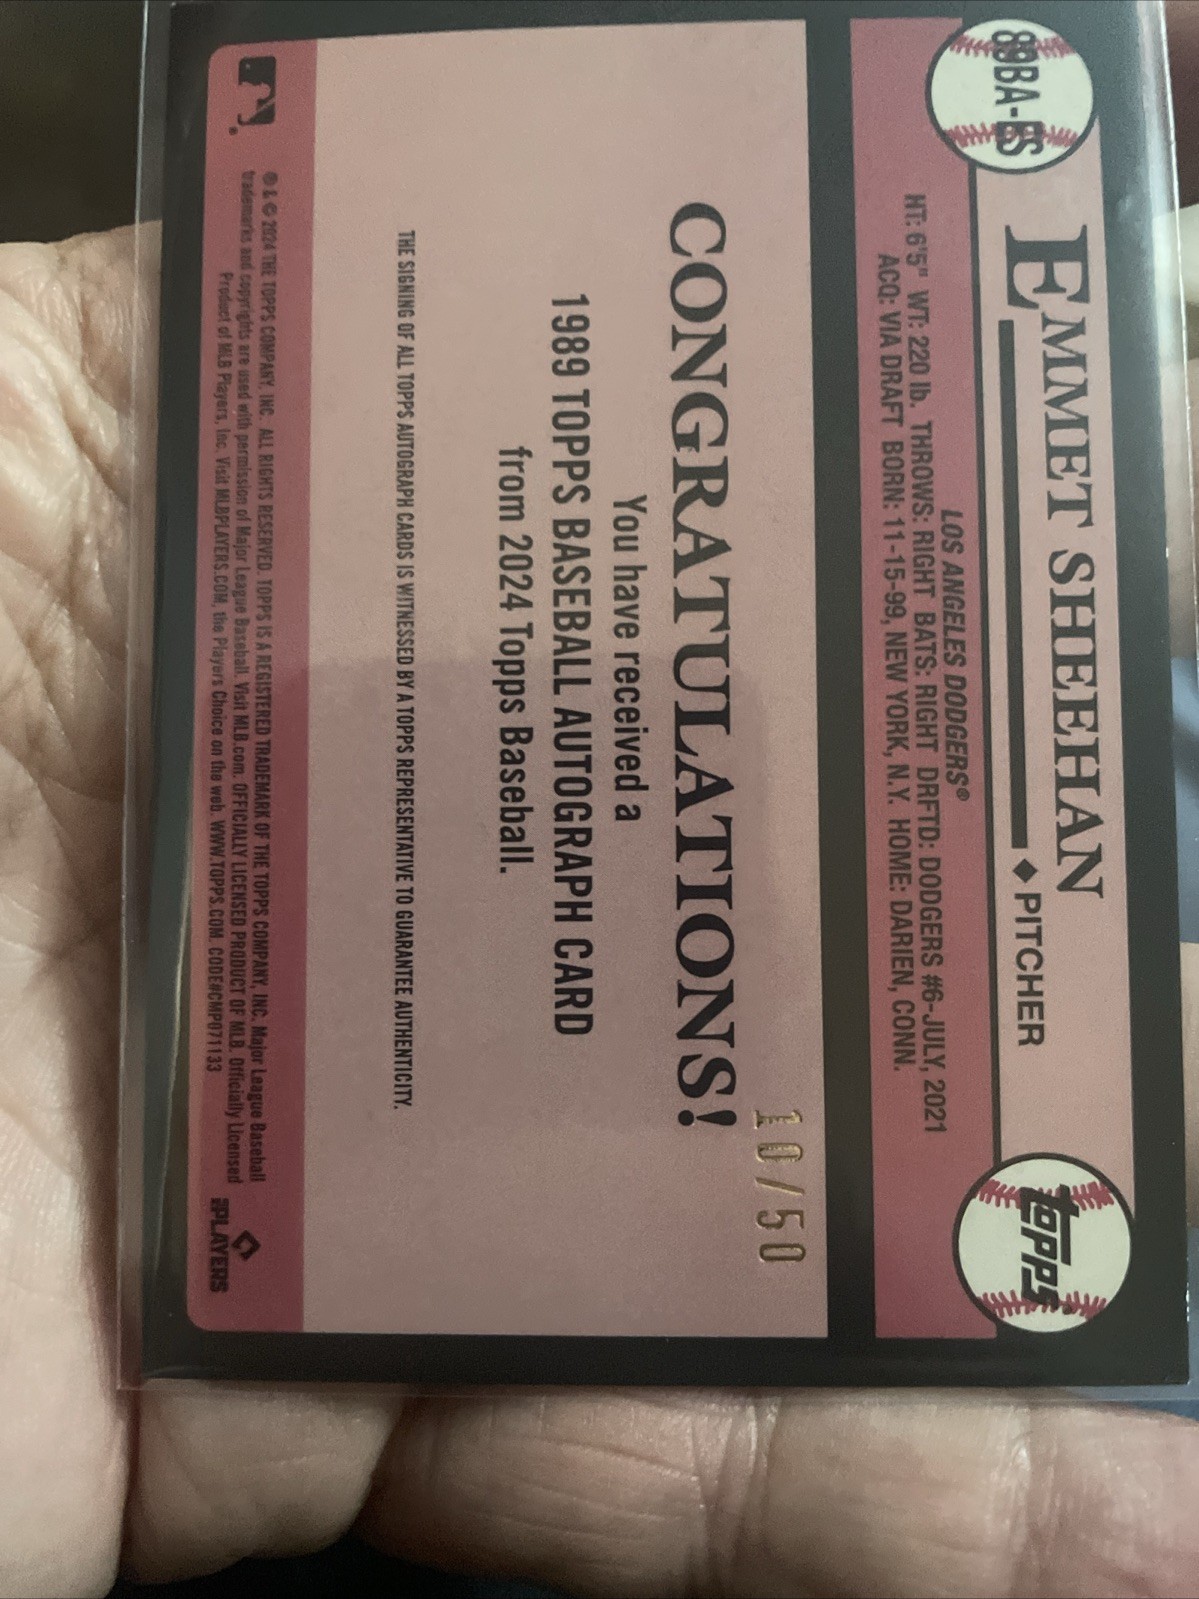 89BA-ES
EMMET SHEEHAN
◆PITCHER
TOPPS
LOS ANGELES DODGERS®
HT: 6'5" WT: 220 lb. THROWS: RIGHT BATS: RIGHT DRFTD: DODGERS #6-JULY, 2021
ACQ: VIA DRAFT BORN: 11-15-99, NEW YORK, N.Y. HOME: DARIEN, CONN.
10/50
CONGRATULATIONS!
You have received a
1989 TOPPS BASEBALL AUTOGRAPH CARD
from 2024 Topps Baseball.
THE SIGNING OF ALL TOPPS AUTOGRAPH CARDS IS WITNESSED BY A TOPPS REPRESENTATIVE TO GUARANTEE AUTHENTICITY.
® & © 2024 THE TOPPS COMPANY, INC. ALL RIGHTS RESERVED. TOPPS IS A REGISTERED TRADEMARK OF THE TOPPS COMPANY, INC. Major League Baseball
trademarks and copyrights are used with permission of Major League Baseball. Visit MLB.com. OFFICIALLY LICENSED PRODUCT OF MLB. Officially Licensed
Product of MLB Players, Inc. Visit MLBPLAYERS.COM, the Players Choice on the web. WWW.TOPPS.COM. CODE#CMP071133
PLAYERS